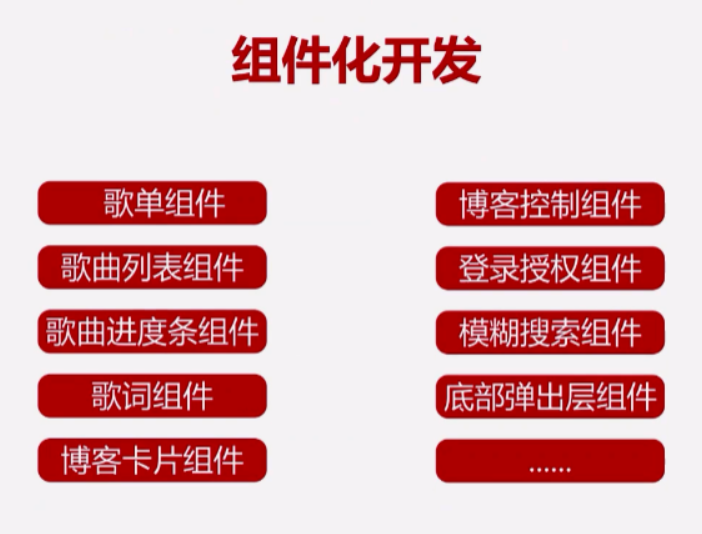 组件化开发
歌单组件
歌曲列表组件
歌曲进度条组件
歌词组件
博客卡片组件
博客控制组件
登录授权组件
模糊搜索组件
底部弹出层组件
......